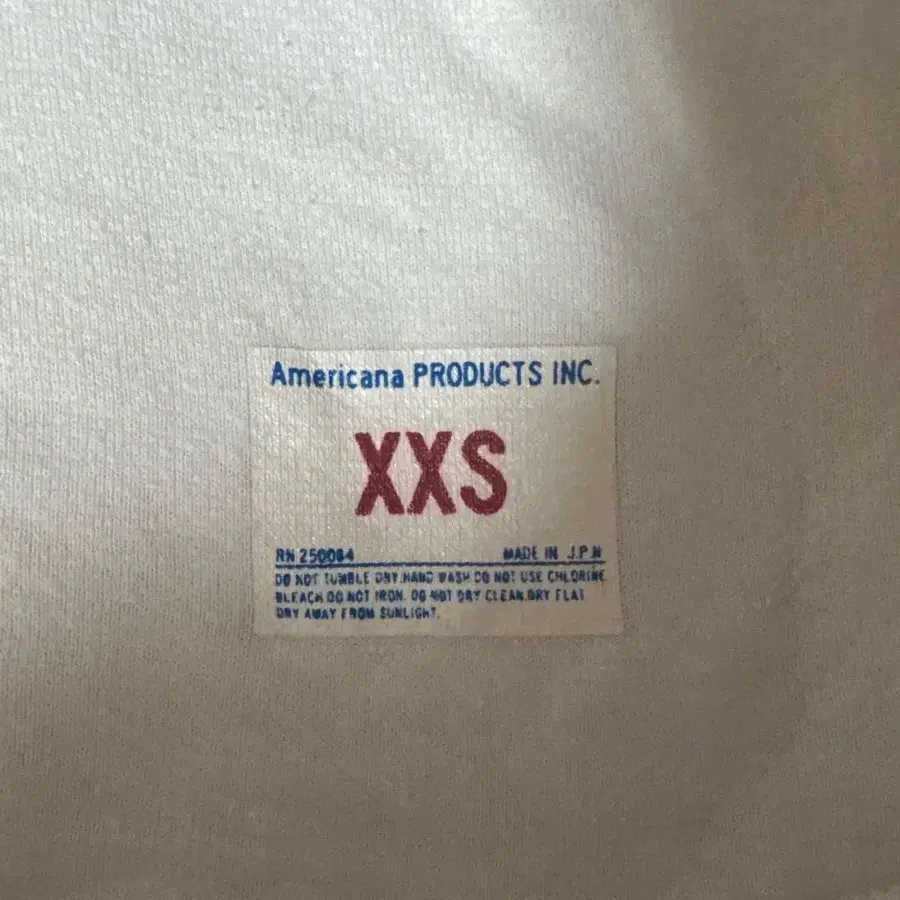 Americana PRODUCTS INC.
XXS
RN 250084
MADE IN J.P.N
DO NOT TUMBLE DRY.HAND WASH DO NOT USE CHLORINE
BLEACH DO NOT IRON. DO NOT DRY CLEAN.DRY FLAT
DRY AWAY FROM SUNLIGHT.